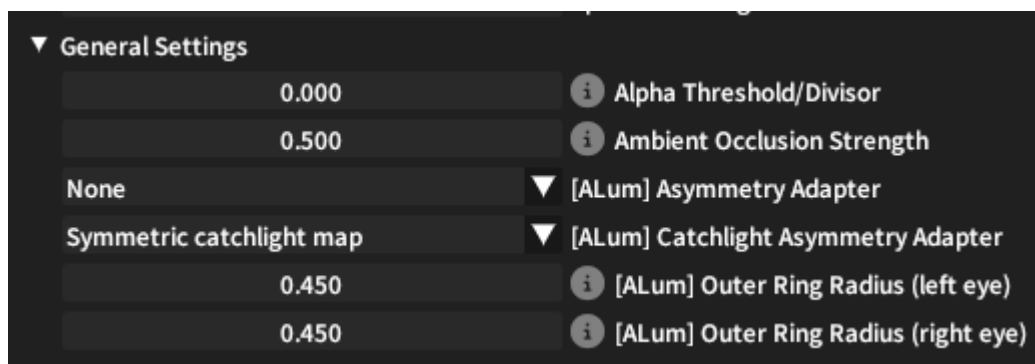 General Settings
0.000 Alpha Threshold/Divisor
0.500 Ambient Occlusion Strength
None [ALum] Asymmetry Adapter
Symmetric catchlight map [ALum] Catchlight Asymmetry Adapter
0.450 [ALum] Outer Ring Radius (left eye)
0.450 [ALum] Outer Ring Radius (right eye)